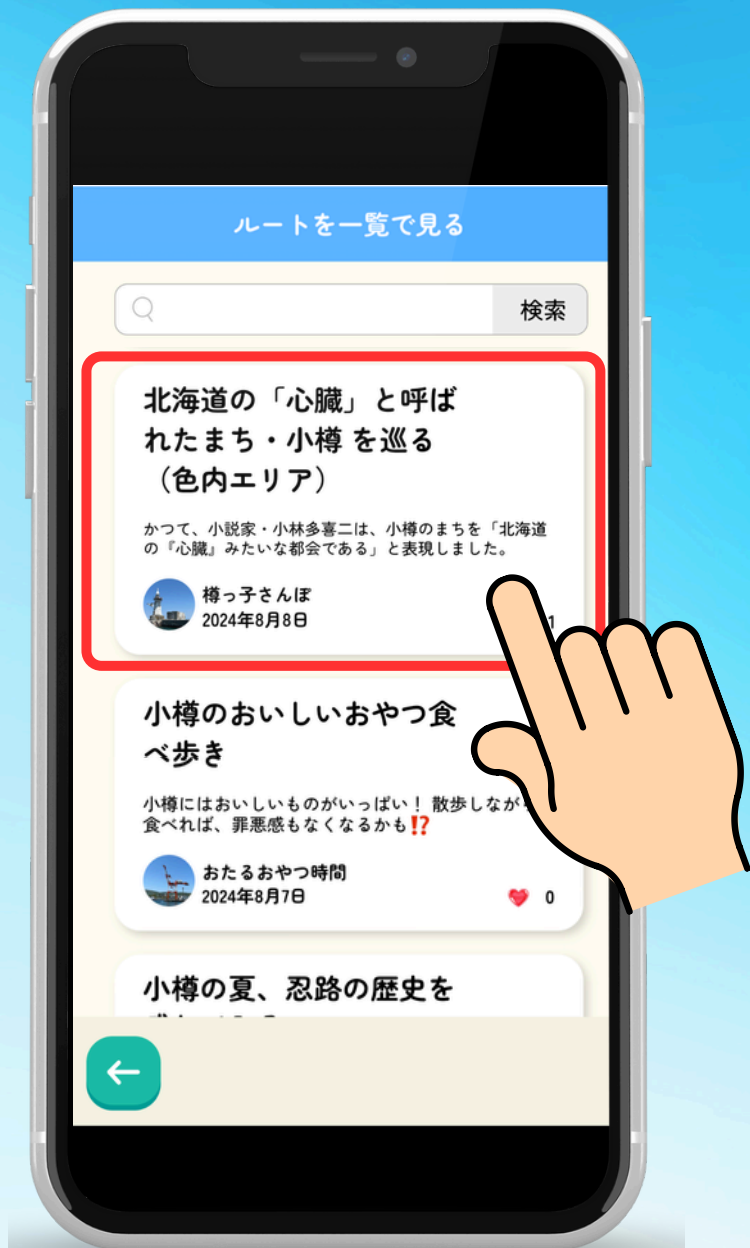 ルートを一覧で見る
検索
北海道の「心臓」と呼ば
れたまち・小樽 を巡る
（色内エリア）
かつて、小説家・小林多喜二は、小樽のまちを「北海道
の『心臓』みたいな都会である」と表現しました。
樽っ子さんぽ
2024年8月8日
1
小樽のおいしいおやつ食
べ歩き
小樽にはおいしいものがいっぱい！ 散歩しなが
食べれば、罪悪感もなくなるかも⁉️
おたるおやつ時間
2024年8月7日
0
小樽の夏、忍路の歴史を